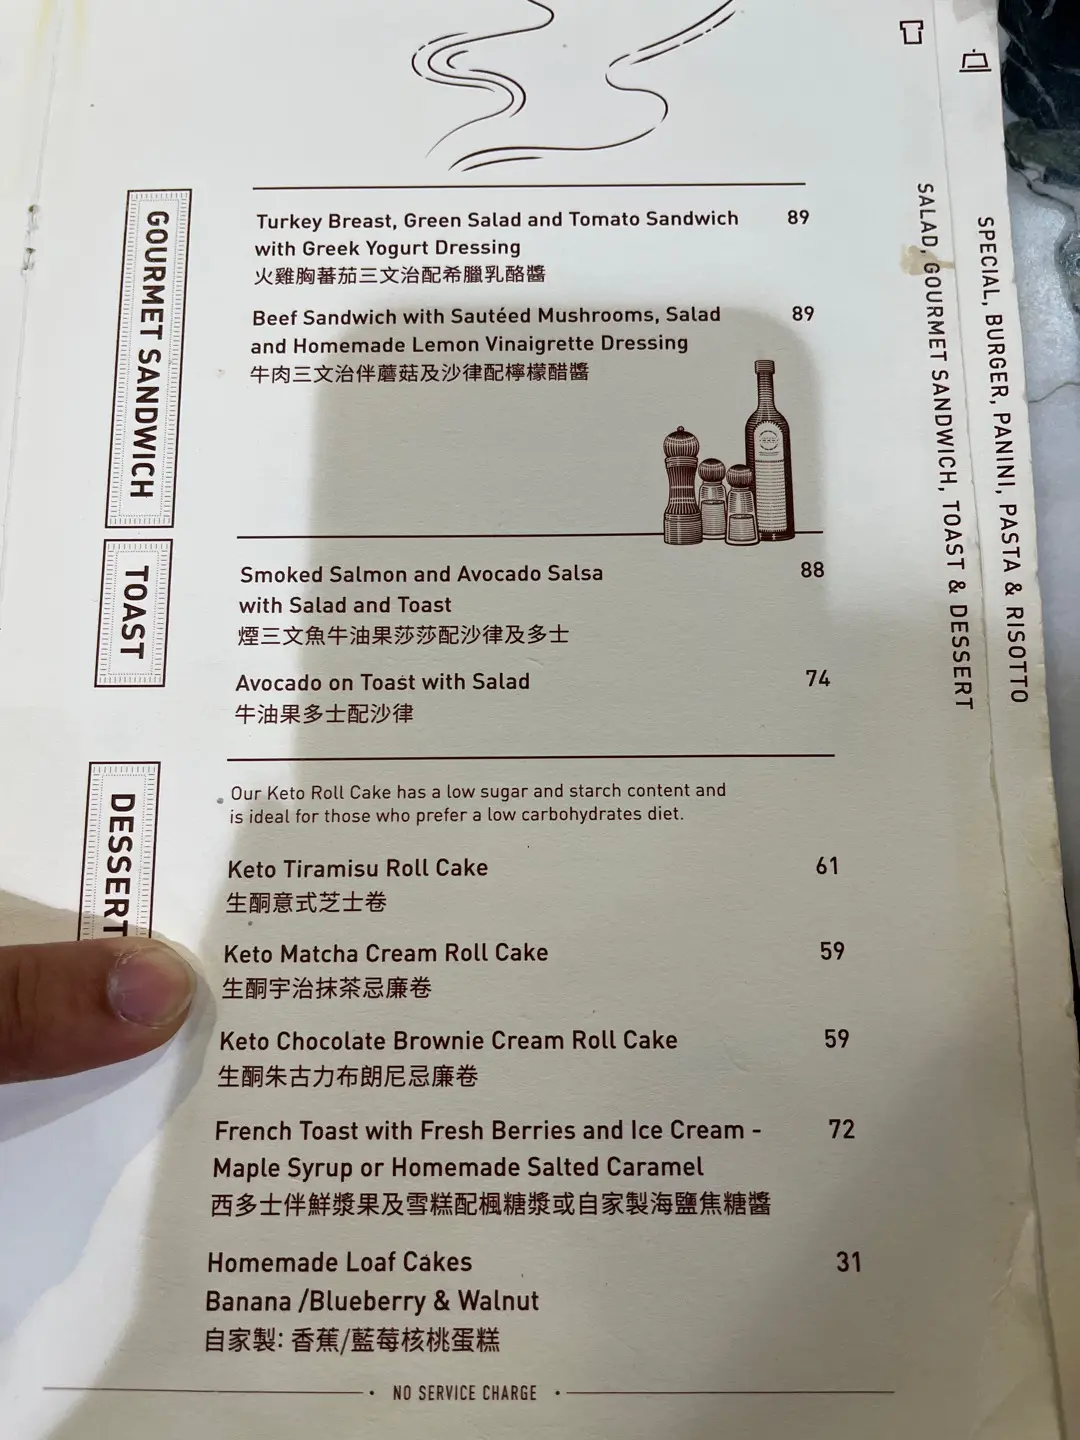 GOURMET SANDWICH
Turkey Breast, Green Salad and Tomato Sandwich 89
with Greek Yogurt Dressing
火雞胸蕃茄三文治配希臘乳酪醬
Beef Sandwich with Sautéed Mushrooms, Salad 89
and Homemade Lemon Vinaigrette Dressing
牛肉三文治伴蘑菇及沙律配檸檬醋醬
TOAST
Smoked Salmon and Avocado Salsa 88
with Salad and Toast
煙三文魚牛油果莎莎配沙律及多士
Avocado on Toast with Salad 74
牛油果多士配沙律
DESSERT
Our Keto Roll Cake has a low sugar and starch content and
is ideal for those who prefer a low carbohydrates diet.
Keto Tiramisu Roll Cake 61
生酮意式芝士卷
Keto Matcha Cream Roll Cake 59
生酮宇治抹茶忌廉卷
Keto Chocolate Brownie Cream Roll Cake 59
生酮朱古力布朗尼忌廉卷
French Toast with Fresh Berries and Ice Cream - 72
Maple Syrup or Homemade Salted Caramel
西多士伴鮮漿果及雪糕配楓糖漿或自家製海鹽焦糖醬
Homemade Loaf Cakes 31
Banana /Blueberry & Walnut
自家製: 香蕉/藍莓核桃蛋糕
NO SERVICE CHARGE
SALAD, GOURMET SANDWICH, TOAST & DESSERT
SPECIAL, BURGER, PANINI, PASTA & RISOTTO